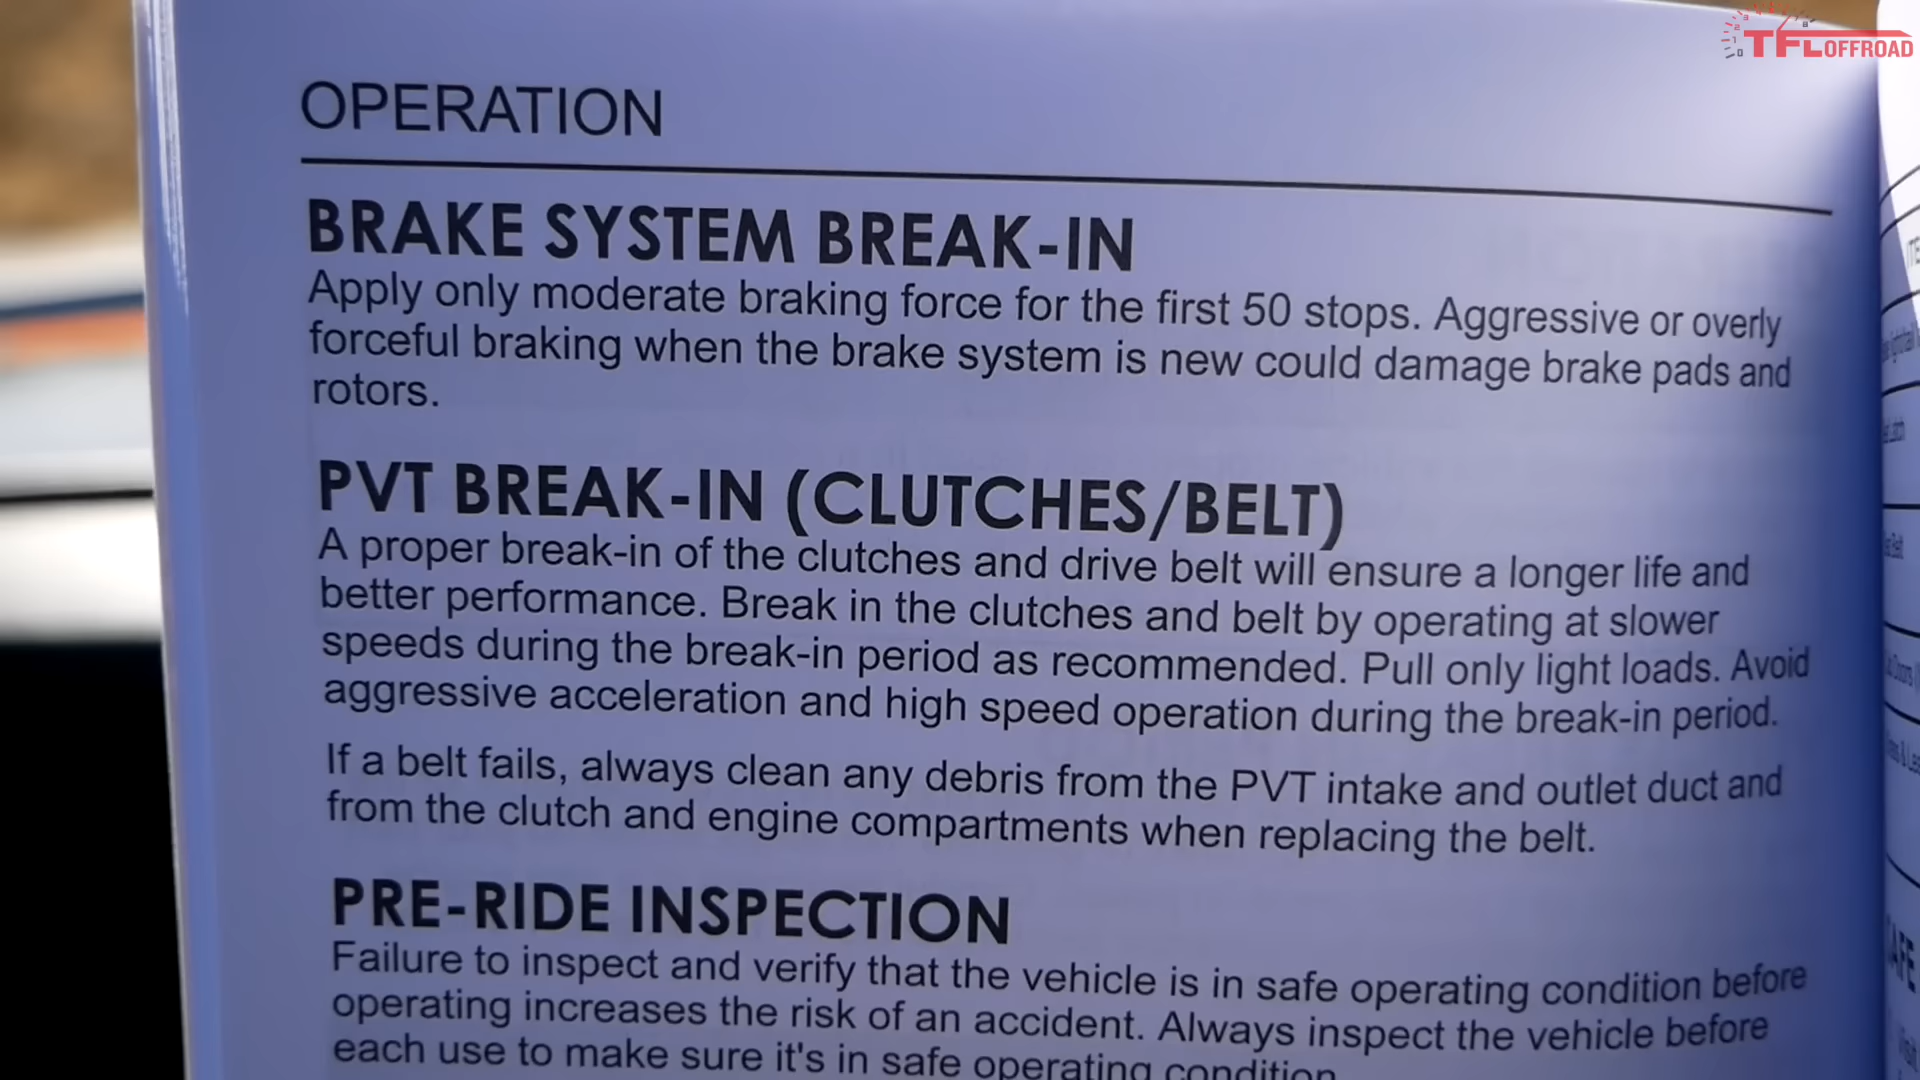 TFLOFFROAD
OPERATION
BRAKE SYSTEM BREAK-IN
Apply only moderate braking force for the first 50 stops. Aggressive or overly
forceful braking when the brake system is new could damage brake pads and
rotors.
PVT BREAK-IN (CLUTCHES/BELT)
A proper break-in of the clutches and drive belt will ensure a longer life and
better performance. Break in the clutches and belt by operating at slower
speeds during the break-in period as recommended. Pull only light loads. Avoid
aggressive acceleration and high speed operation during the break-in period.
If a belt fails, always clean any debris from the PVT intake and outlet duct and
from the clutch and engine compartments when replacing the belt.
PRE-RIDE INSPECTION
Failure to inspect and verify that the vehicle is in safe operating condition before
operating increases the risk of an accident. Always inspect the vehicle before
each use to make sure it's in safe operating condition